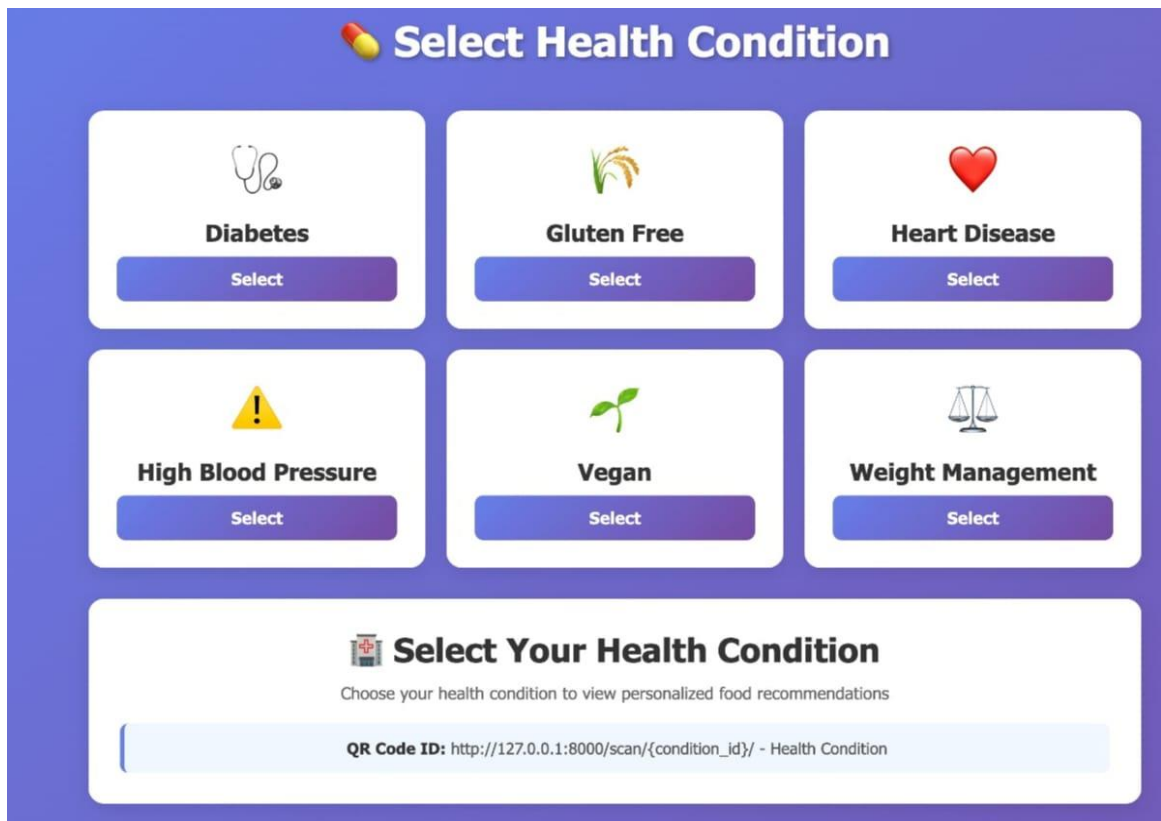 Select Health Condition
Diabetes
Select
Gluten Free
Select
Heart Disease
Select
High Blood Pressure
Select
Vegan
Select
Weight Management
Select
Select Your Health Condition
Choose your health condition to view personalized food recommendations
QR Code ID: http://127.0.0.1:8000/scan/{condition_id}/ - Health Condition